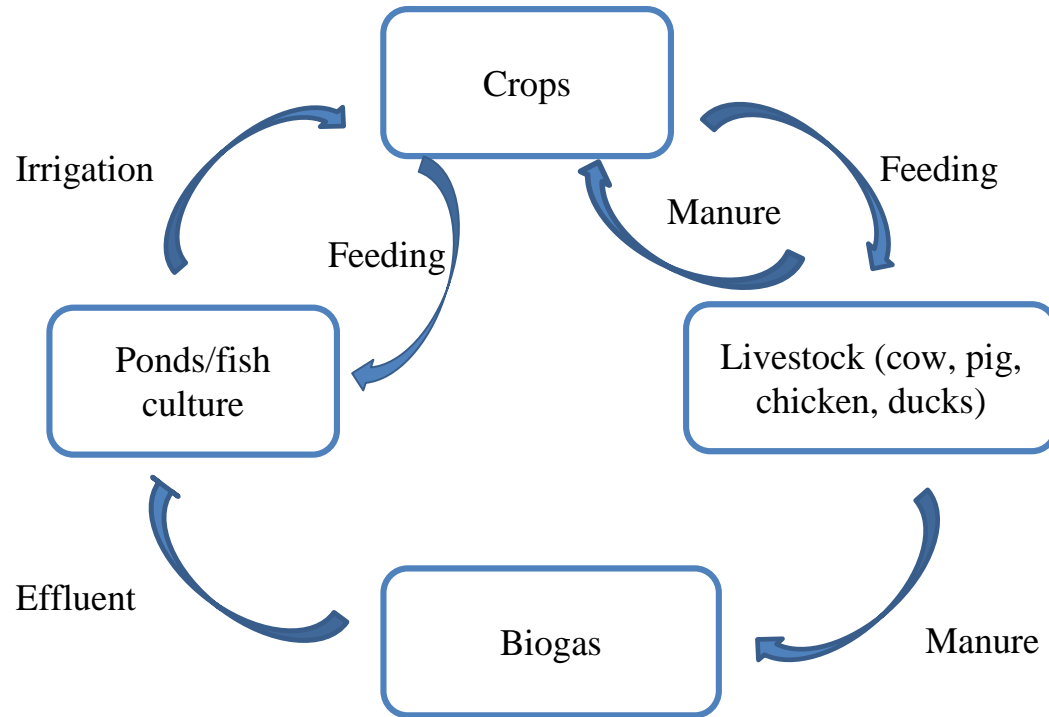 Crops
Irrigation
Feeding
Manure
Feeding
Ponds/fish
culture
Livestock (cow, pig,
chicken, ducks)
Effluent
Biogas
Manure